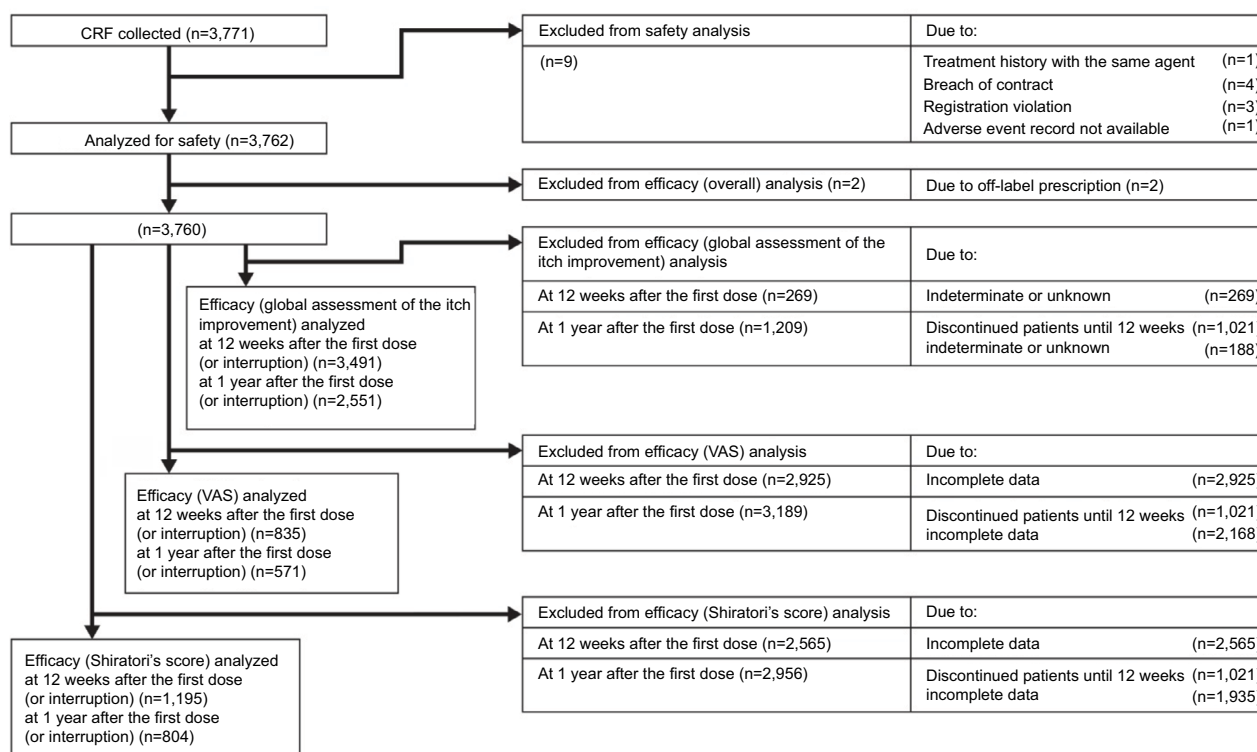 CRF collected (n=3,771)
Excluded from safety analysis
Due to:
(n=9)
Treatment history with the same agent (n=1)
Breach of contract (n=4)
Registration violation (n=3)
Adverse event record not available (n=1)
Analyzed for safety (n=3,762)
Excluded from efficacy (overall) analysis (n=2)
Due to off-label prescription (n=2)
(n=3,760)
Excluded from efficacy (global assessment of the
itch improvement) analysis
Due to:
At 12 weeks after the first dose (n=269)
Indeterminate or unknown (n=269)
At 1 year after the first dose (n=1,209)
Discontinued patients until 12 weeks (n=1,021)
indeterminate or unknown (n=188)
Efficacy (global assessment of the itch
improvement) analyzed
at 12 weeks after the first dose
(or interruption) (n=3,491)
at 1 year after the first dose
(or interruption) (n=2,551)
Excluded from efficacy (VAS) analysis
Due to:
At 12 weeks after the first dose (n=2,925)
Incomplete data (n=2,925)
At 1 year after the first dose (n=3,189)
Discontinued patients until 12 weeks (n=1,021)
incomplete data (n=2,168)
Efficacy (VAS) analyzed
at 12 weeks after the first dose
(or interruption) (n=835)
at 1 year after the first dose
(or interruption) (n=571)
Excluded from efficacy (Shiratori's score) analysis
Due to:
At 12 weeks after the first dose (n=2,565)
Incomplete data (n=2,565)
At 1 year after the first dose (n=2,956)
Discontinued patients until 12 weeks (n=1,021)
incomplete data (n=1,935)
Efficacy (Shiratori's score) analyzed
at 12 weeks after the first dose
(or interruption) (n=1,195)
at 1 year after the first dose
(or interruption) (n=804)